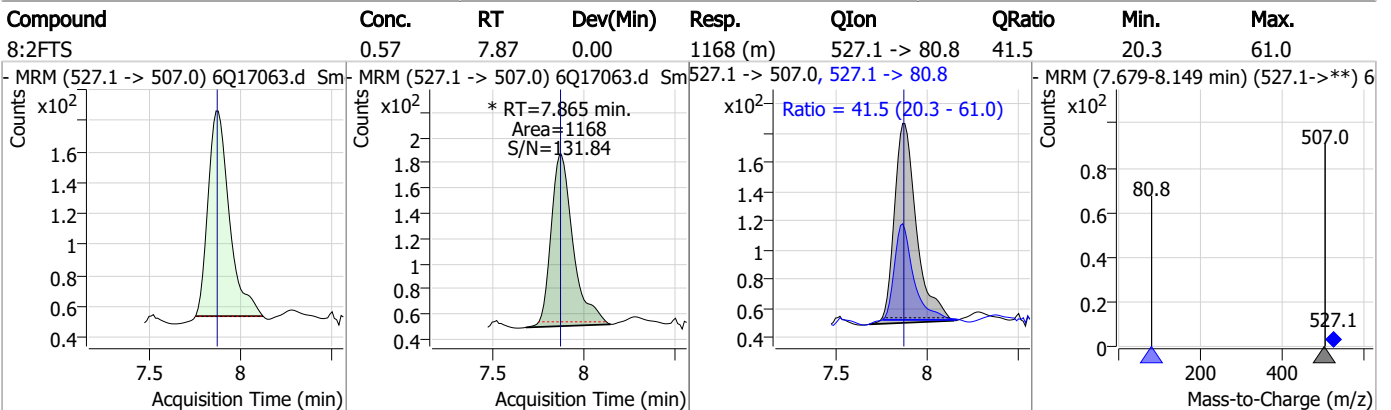 Compound Conc. RT Dev(Min) Resp. QIon QRatio Min. Max.
8:2FTS 0.57 7.87 0.00 1168 (m) 527.1 -> 80.8 41.5 20.3 61.0
- MRM (527.1 -> 507.0) 6Q17063.d Sm
Counts
x10²
1.6
1.4
1.2
1
0.8
0.6
0.4
7.5 8
Acquisition Time (min)
- MRM (527.1 -> 507.0) 6Q17063.d Sm
Counts
x10²
* RT=7.865 min.
Area=1168
S/N=131.84
2
1.8
1.6
1.4
1.2
1
0.8
0.6
0.4
7.5 8
Acquisition Time (min)
527.1 -> 507.0, 527.1 -> 80.8
Counts
x10²
Ratio = 41.5 (20.3 - 61.0)
1.6
1.4
1.2
1
0.8
0.6
0.4
7.5 8
Acquisition Time (min)
- MRM (7.679-8.149 min) (527.1->**) 6
Counts
x10²
507.0
0.8
80.8
0.6
0.4
0.2
527.1
0
200 400
Mass-to-Charge (m/z)